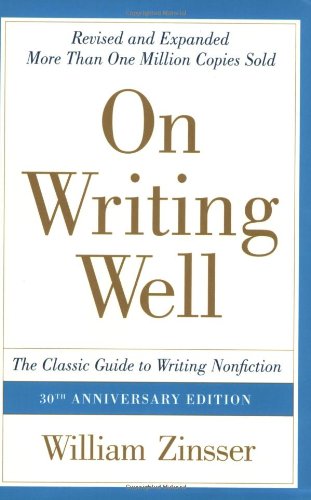 Revised and Expanded
More Than One Million Copies Sold
On
Writing
Well
The Classic Guide to Writing Nonfiction
30TH ANNIVERSARY EDITION
William Zinsser